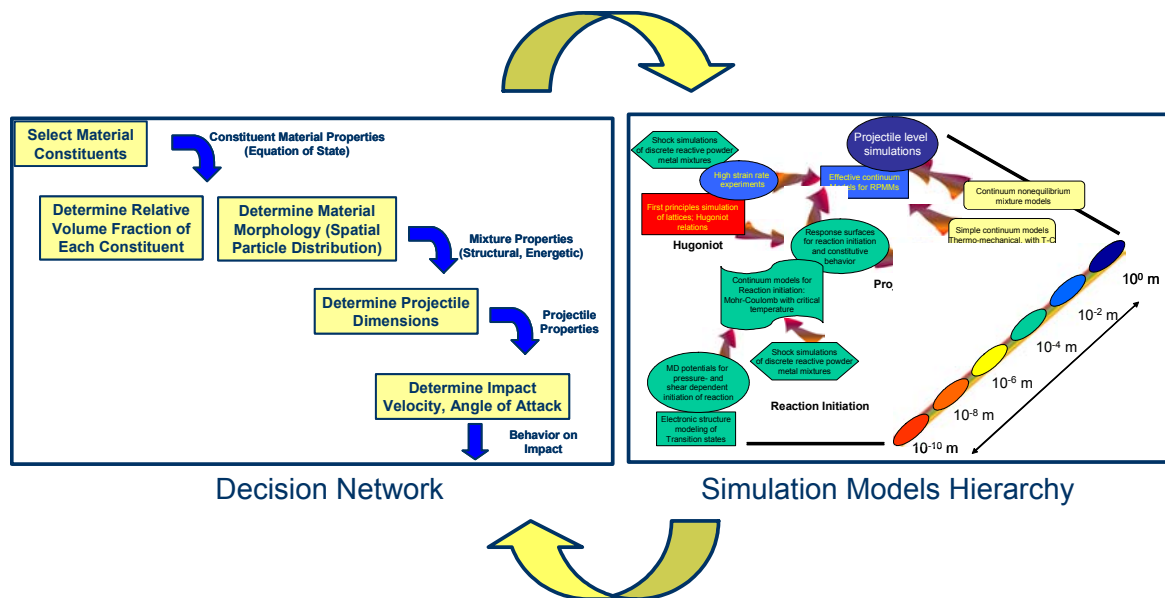 Select Material
Constituents
Constituent Material Properties
(Equation of State)
Determine Relative
Volume Fraction of
Each Constituent
Determine Material
Morphology (Spatial
Particle Distribution)
Mixture Properties
(Structural, Energetic)
Determine Projectile
Dimensions
Projectile
Properties
Determine Impact
Velocity, Angle of Attack
Behavior on
Impact
Decision Network
Shock simulations
of discrete reactive powder
metal mixtures
Projectile level
simulations
High strain rate
experiments
Effective continuum
Models for RPMMs
Continuum nonequilibrium
mixture models
First principles simulation
of lattices; Hugoniot
relations
Hugoniot
Simple continuum models
Thermo-mechanical, with T-C
Response surfaces
for reaction initiation
and constitutive
behavior
Continuum models for
Reaction initiation:
Mohr-Coulomb with critical
temperature
Shock simulations
of discrete reactive powder
metal mixtures
MD potentials for
pressure- and
shear dependent
initiation of reaction
Reaction Initiation
Electronic structure
modeling of
Transition states
10⁰ m
10⁻² m
10⁻⁴ m
10⁻⁶ m
10⁻⁸ m
10⁻¹⁰ m
Simulation Models Hierarchy